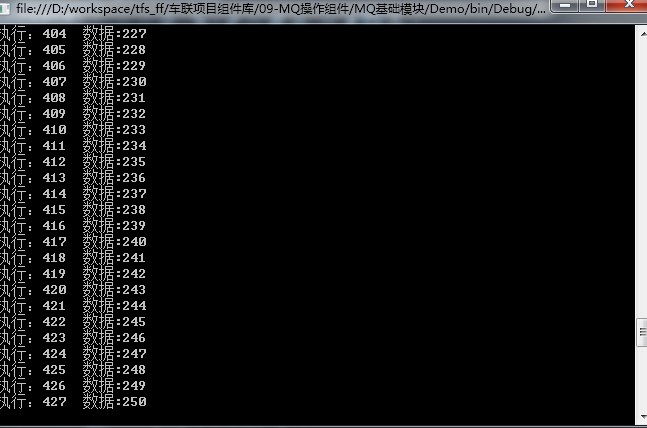 file:///D:/workspace/tfs_ff/车联项目组件库/09-MQ操作组件/MQ基础模块/Demo/bin/Debug/...
执行: 404 数据:227
执行: 405 数据:228
执行: 406 数据:229
执行: 407 数据:230
执行: 408 数据:231
执行: 409 数据:232
执行: 410 数据:233
执行: 411 数据:234
执行: 412 数据:235
执行: 413 数据:236
执行: 414 数据:237
执行: 415 数据:238
执行: 416 数据:239
执行: 417 数据:240
执行: 418 数据:241
执行: 419 数据:242
执行: 420 数据:243
执行: 421 数据:244
执行: 422 数据:245
执行: 423 数据:246
执行: 424 数据:247
执行: 425 数据:248
执行: 426 数据:249
执行: 427 数据:250